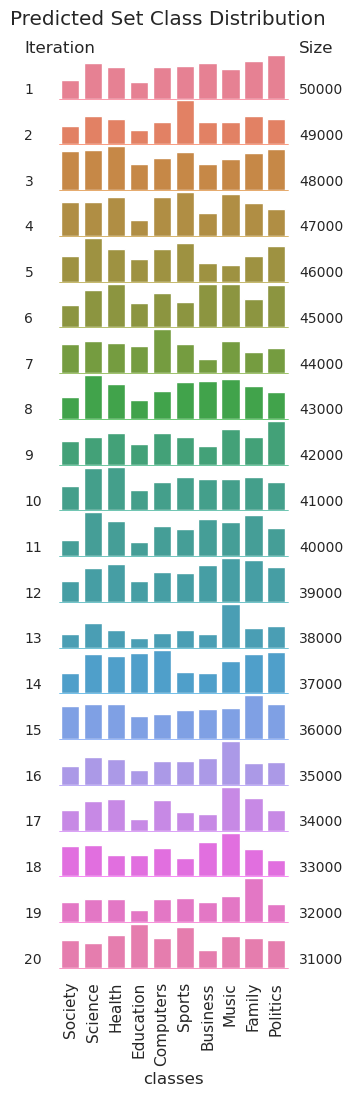 Predicted Set Class Distribution
Iteration Size
1 50000
2 49000
3 48000
4 47000
5 46000
6 45000
7 44000
8 43000
9 42000
10 41000
11 40000
12 39000
13 38000
14 37000
15 36000
16 35000
17 34000
18 33000
19 32000
20 31000
Society
Science
Health
Education
Computers
Sports
Business
Music
Family
Politics
classes